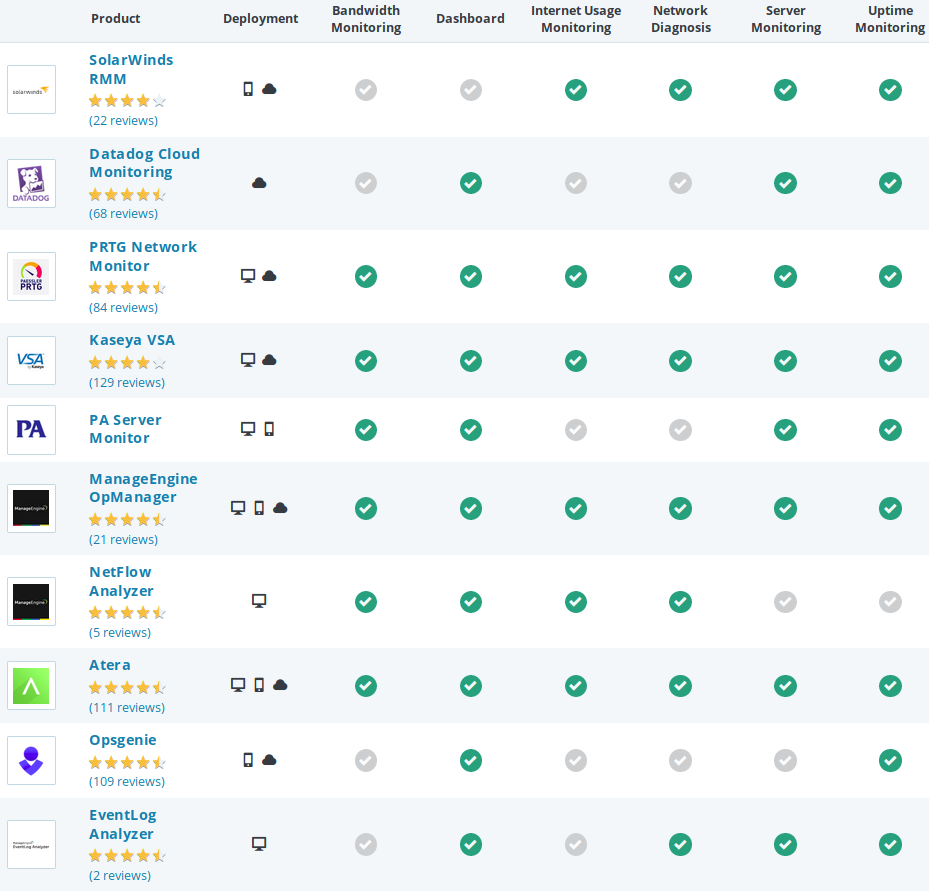 Product
Deployment
Bandwidth
Monitoring
Dashboard
Internet Usage
Monitoring
Network
Diagnosis
Server
Monitoring
Uptime
Monitoring
solarwinds
SolarWinds
RMM
(22 reviews)
DATADOG
Datadog Cloud
Monitoring
(68 reviews)
PAESSLER
PRTG
PRTG Network
Monitor
(84 reviews)
VSA
by Kaseya
Kaseya VSA
(129 reviews)
PA
PA Server
Monitor
ManageEngine
ManageEngine
OpManager
(21 reviews)
ManageEngine
NetFlow
Analyzer
(5 reviews)
Atera
(111 reviews)
Opsgenie
(109 reviews)
ManageEngine
EventLog Analyzer
EventLog
Analyzer
(2 reviews)